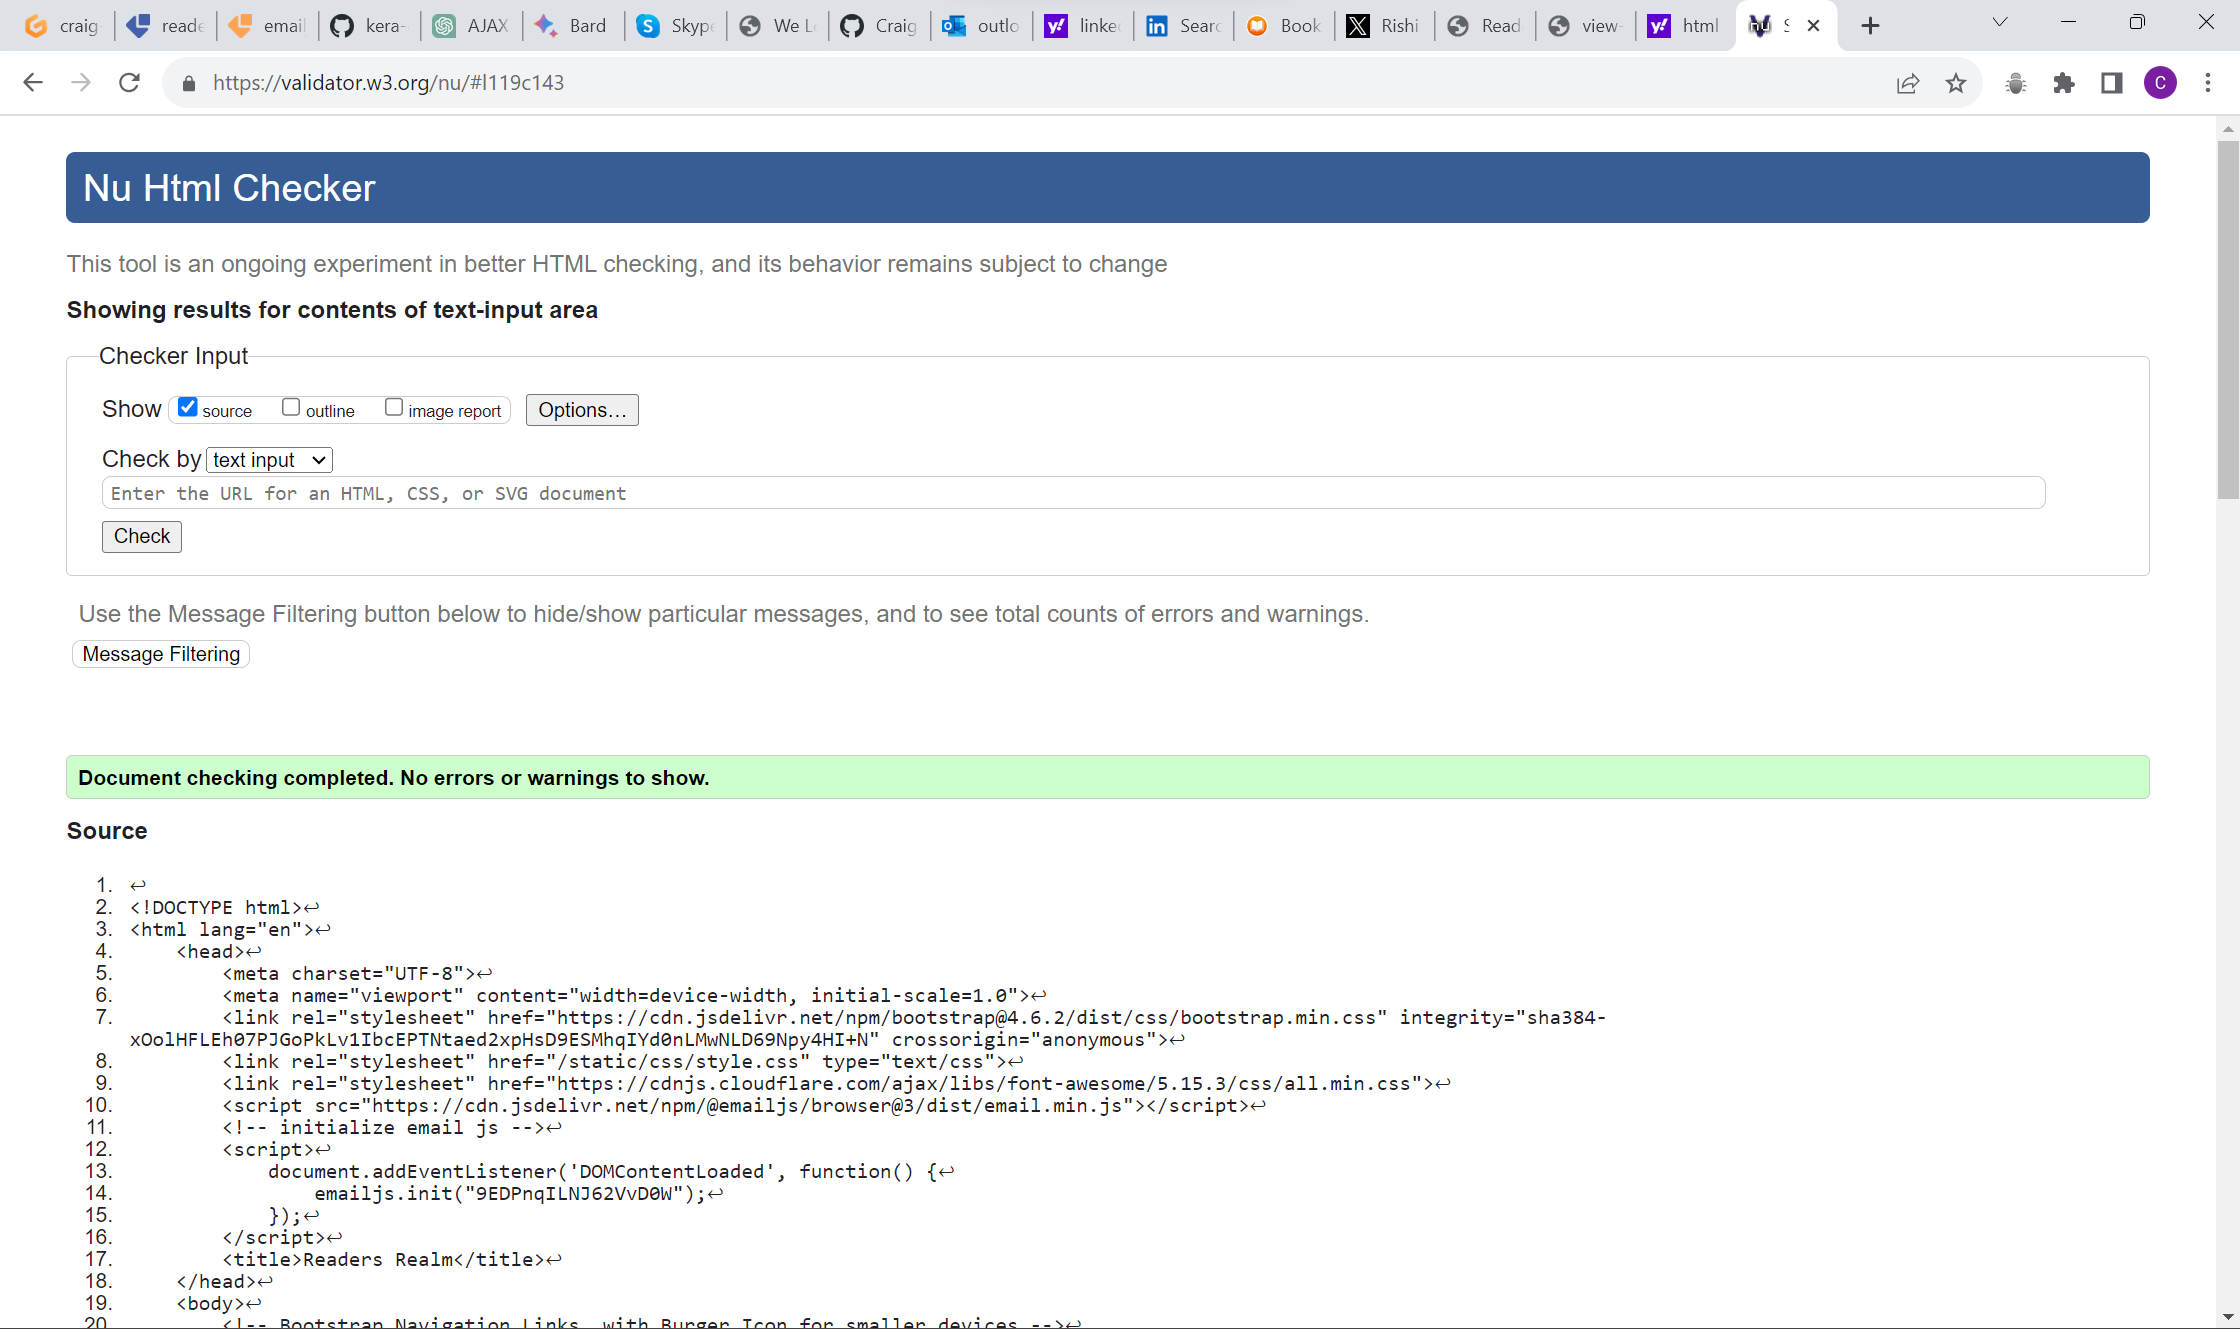 craig
reade
email
kera-
AJAX
Bard
Skype
We Lo
Craig
outlo
linke
Searc
Book
Rishi
Read
view-
html
S
https://validator.w3.org/nu/#l119c143
C
Nu Html Checker
This tool is an ongoing experiment in better HTML checking, and its behavior remains subject to change
Showing results for contents of text-input area
Checker Input
Show source outline image report Options...
Check by text input
Enter the URL for an HTML, CSS, or SVG document
Check
Use the Message Filtering button below to hide/show particular messages, and to see total counts of errors and warnings.
Message Filtering
Document checking completed. No errors or warnings to show.
Source
1. ↩
2. <!DOCTYPE html>↩
3. <html lang="en">↩
4. <head>↩
5. <meta charset="UTF-8">↩
6. <meta name="viewport" content="width=device-width, initial-scale=1.0">↩
7. <link rel="stylesheet" href="https://cdn.jsdelivr.net/npm/bootstrap@4.6.2/dist/css/bootstrap.min.css" integrity="sha384-
xOolHFLEh07PJGoPkLv1IbcEPTNtaed2xpHsD9ESMhqIYd0nLMwNLD69Npy4HI+N" crossorigin="anonymous">↩
8. <link rel="stylesheet" href="/static/css/style.css" type="text/css">↩
9. <link rel="stylesheet" href="https://cdnjs.cloudflare.com/ajax/libs/font-awesome/5.15.3/css/all.min.css">↩
10. <script src="https://cdn.jsdelivr.net/npm/@emailjs/browser@3/dist/email.min.js"></script>↩
11. <!-- initialize email js -->↩
12. <script>↩
13. document.addEventListener('DOMContentLoaded', function() {↩
14. emailjs.init("9EDPnqILNJ62VvD0W");↩
15. });↩
16. </script>↩
17. <title>Readers Realm</title>↩
18. </head>↩
19. <body>↩
20. <!-- Bootstrap Navigation Links, with Burger Icon for smaller devices -->↩